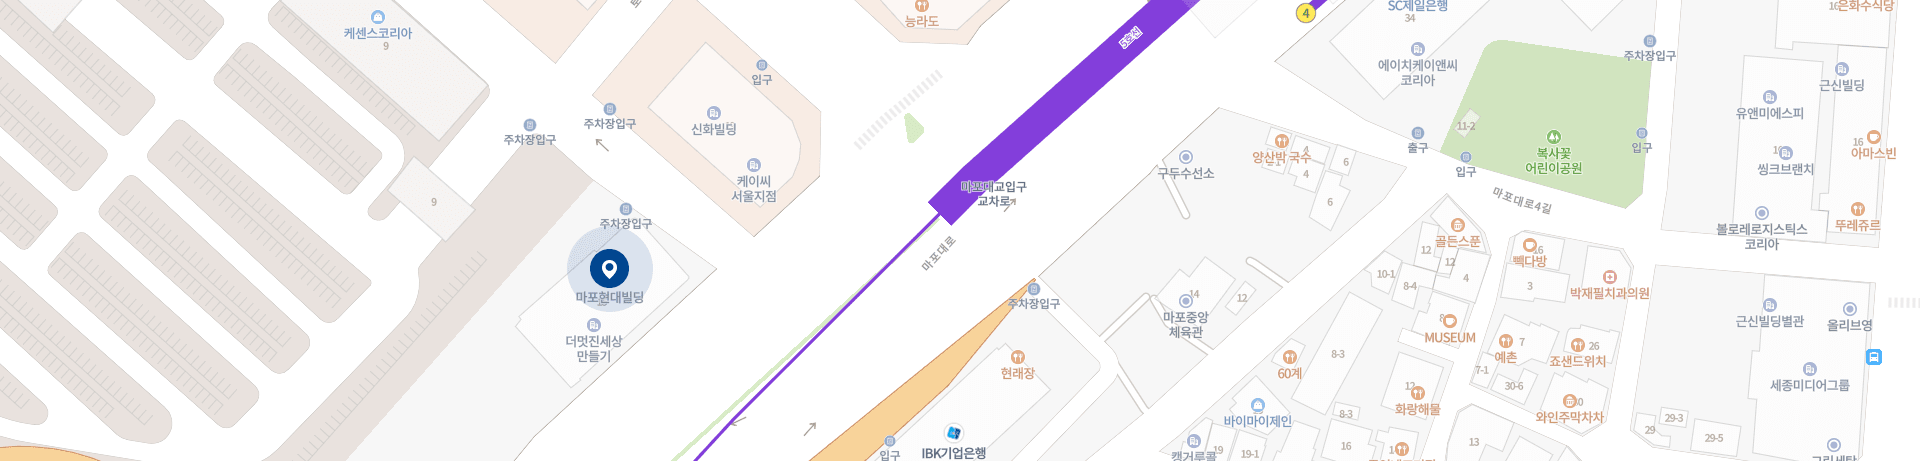 능라도
케센스코리아
9
5호선
4
SC제일은행
34
은화수식당
주차장입구
에이치케이앤씨
코리아
입구
근신빌딩
유앤미에스피
신화빌딩
주차장입구
주차장입구
11-2
출구
입구
복사꽃
어린이공원
입구
16
아마스빈
씽크브랜치
양산박 국수
4
4
6
6
구두수선소
케이씨
서울지점
마포대교입구
교차로
9
주차장입구
마포대로4길
골든스푼
볼로레로지스틱스
코리아
뚜레쥬르
마포대로
12
12
4
16
빽다방
3
10-1
8-4
박재필치과의원
마포현대빌딩
더멋진세상
만들기
주차장입구
14
마포중앙
체육관
12
MUSEUM
8-3
근신빌딩별관
올리브영
예촌
7
26
죠샌드위치
7-1
30-6
현래장
60계
세종미디어그룹
12
화랑해물
와인주막차차
8-3
바이마이제인
29
29-3
29-5
입구
IBK기업은행
캥거루콜
19
19-1
16
13